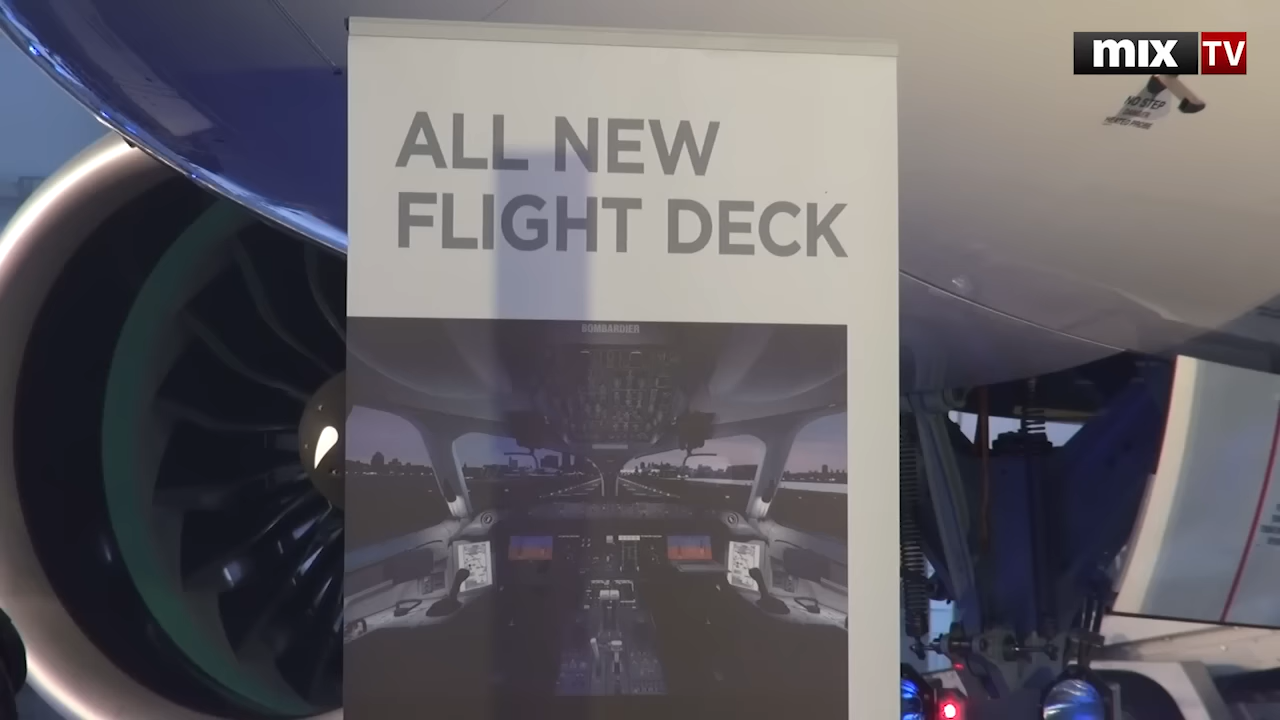 mix TV
NO STEP
ALL NEW
FLIGHT DECK
BOMBARDIER